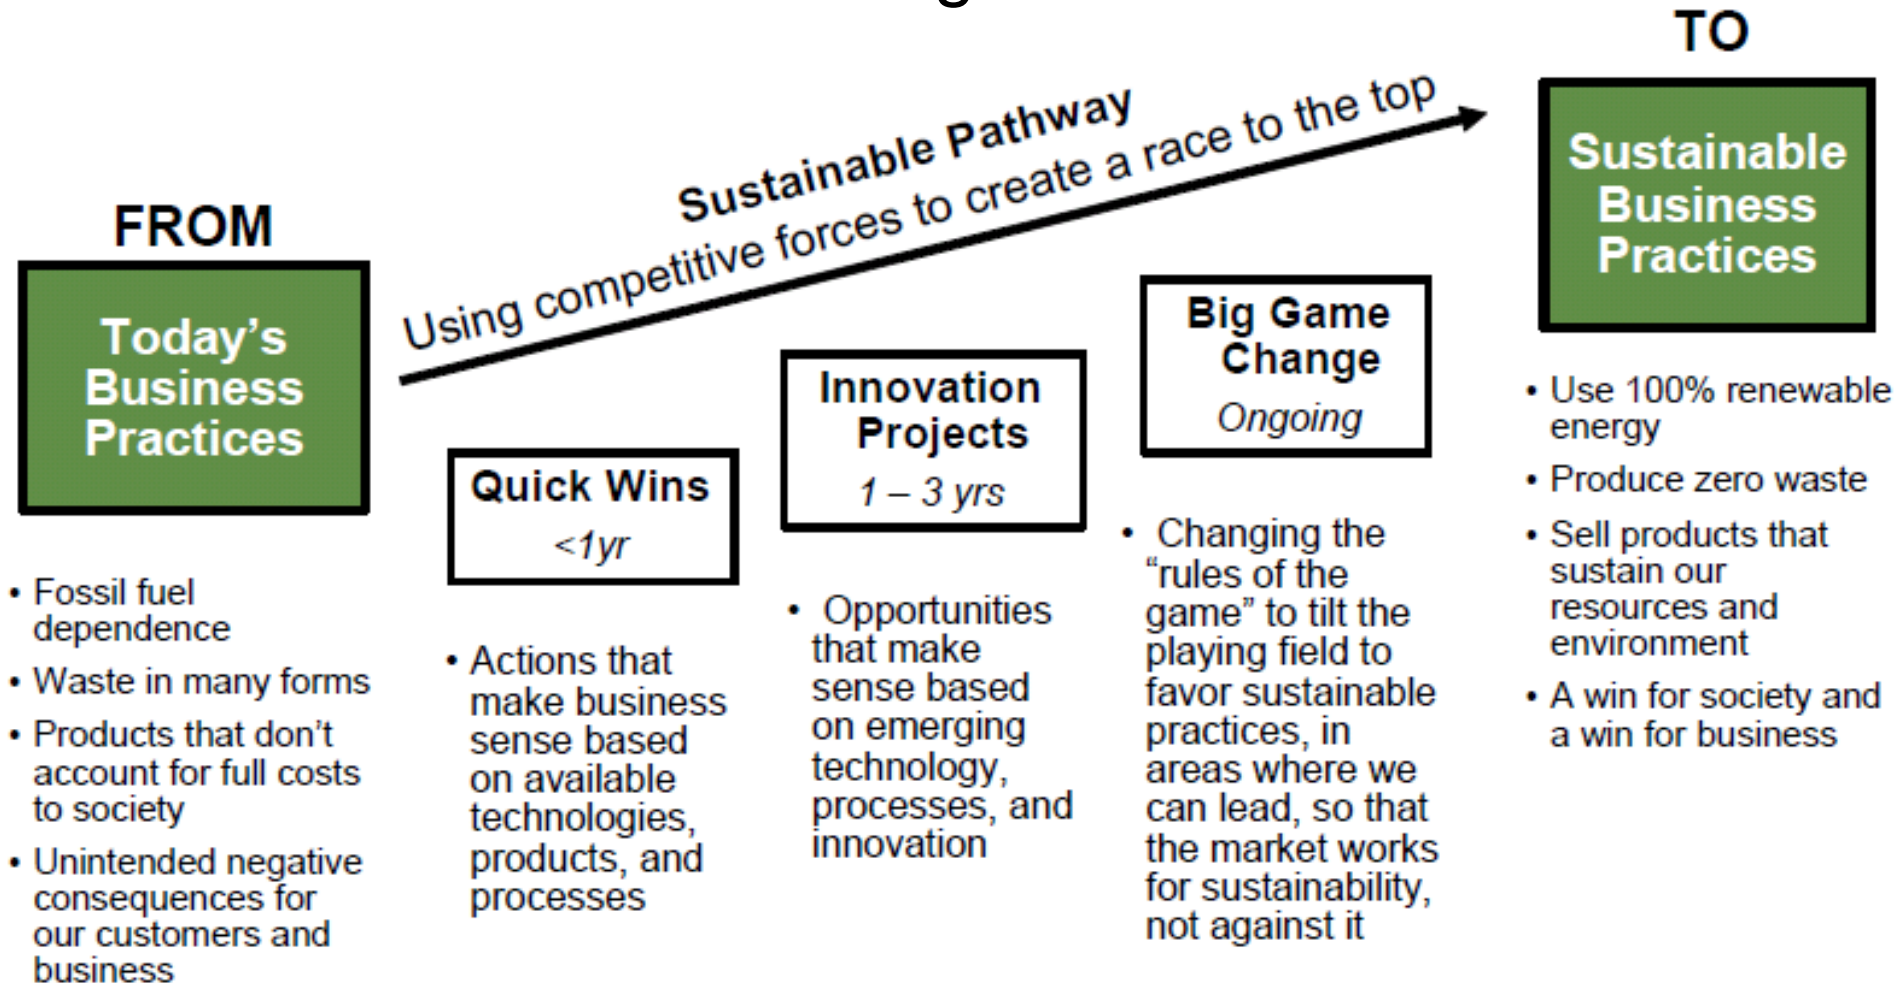 TO
Sustainable Pathway
Using competitive forces to create a race to the top
FROM
Today’s
Business
Practices
• Fossil fuel
dependence
• Waste in many forms
• Products that don’t
account for full costs
to society
• Unintended negative
consequences for
our customers and
business
Quick Wins
<1yr
• Actions that
make business
sense based
on available
technologies,
products, and
processes
Innovation
Projects
1 – 3 yrs
• Opportunities
that make
sense based
on emerging
technology,
processes, and
innovation
Big Game
Change
Ongoing
• Changing the
“rules of the
game” to tilt the
playing field to
favor sustainable
practices, in
areas where we
can lead, so that
the market works
for sustainability,
not against it
Sustainable
Business
Practices
• Use 100% renewable
energy
• Produce zero waste
• Sell products that
sustain our
resources and
environment
• A win for society and
a win for business